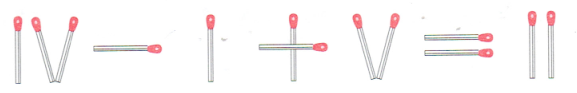 IV − I + V = II